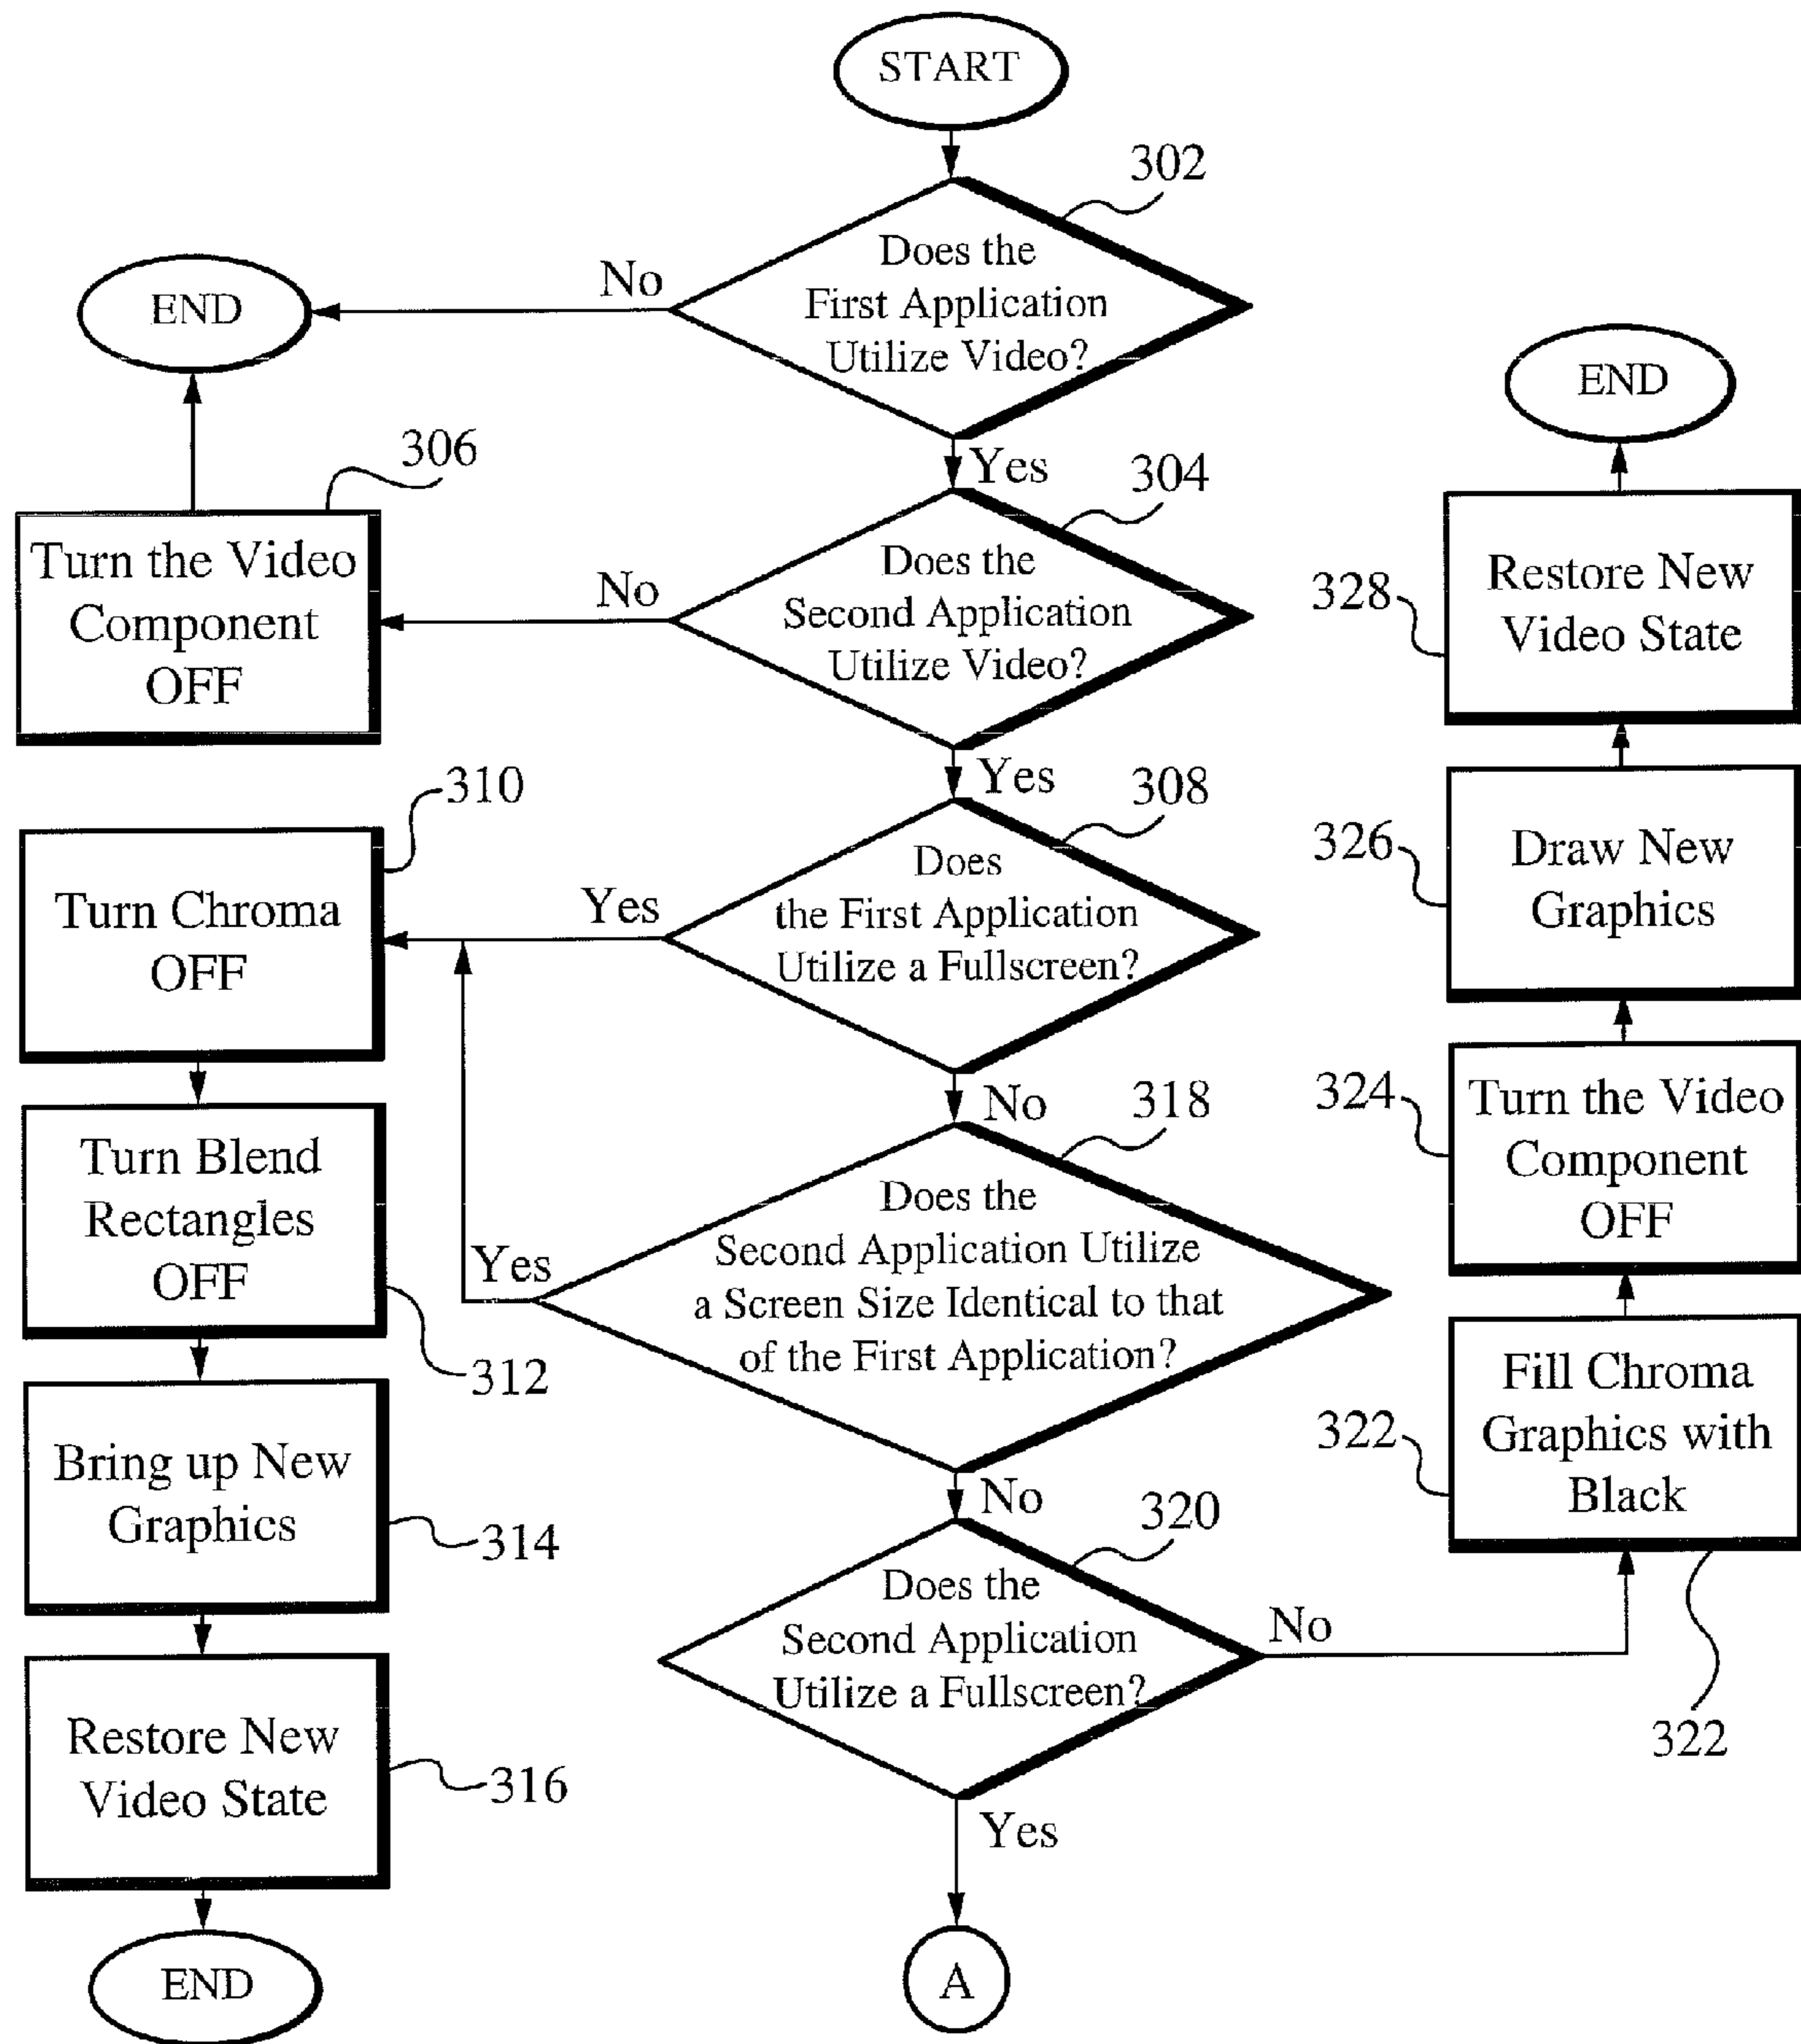 START
302
Does the
First Application
Utilize Video?
No
END
Yes
304
Does the
Second Application
Utilize Video?
No
306
Turn the Video
Component
OFF
Yes
308
Does
the First Application
Utilize a Fullscreen?
Yes
310
Turn Chroma
OFF
Turn Blend
Rectangles
OFF
312
Bring up New
Graphics
314
Restore New
Video State
316
END
No
318
Does the
Second Application Utilize
a Screen Size Identical to that
of the First Application?
Yes
No
320
Does the
Second Application
Utilize a Fullscreen?
Yes
A
No
322
Fill Chroma
Graphics with
Black
322
324
Turn the Video
Component
OFF
326
Draw New
Graphics
328
Restore New
Video State
END